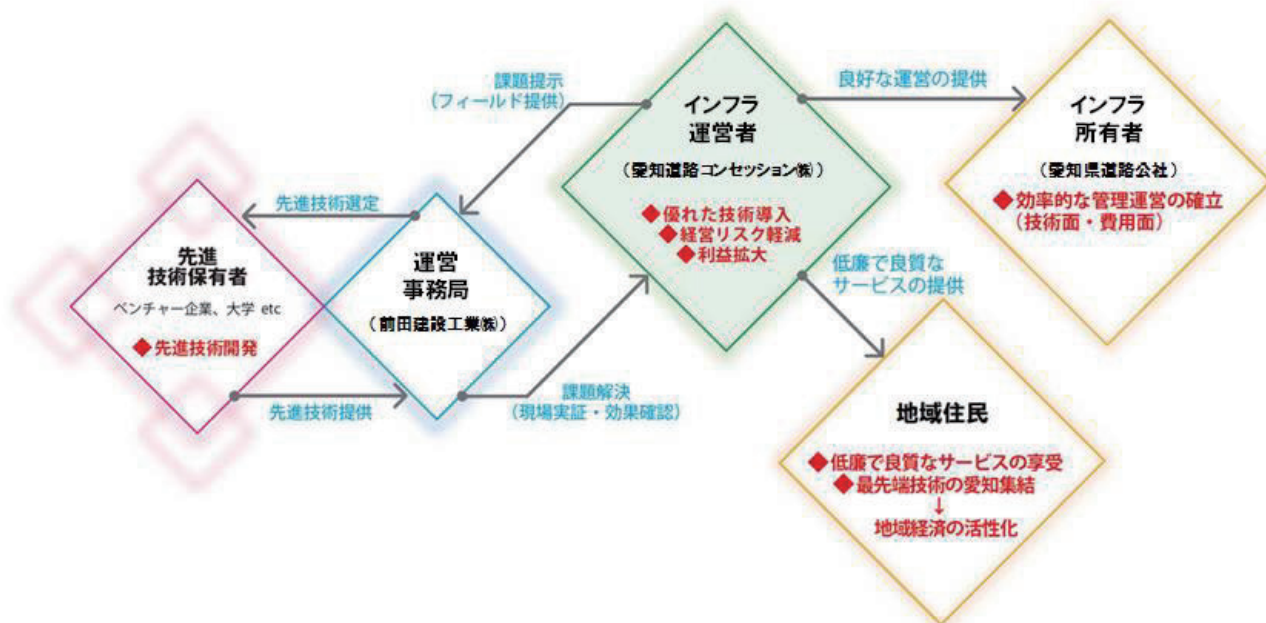 課題提示
(フィールド提供)
良好な運営の提供
インフラ
運営者
(愛知道路コンセッション㈱)
◆優れた技術導入
◆経営リスク軽減
◆利益拡大
インフラ
所有者
(愛知県道路公社)
◆効率的な管理運営の確立
(技術面・費用面)
先進技術選定
先進
技術保有者
ベンチャー企業、大学 etc
◆先進技術開発
運営
事務局
(前田建設工業㈱)
低廉で良質な
サービスの提供
先進技術提供
課題解決
(現場実証・効果確認)
地域住民
◆低廉で良質なサービスの享受
◆最先端技術の愛知集結
↓
地域経済の活性化